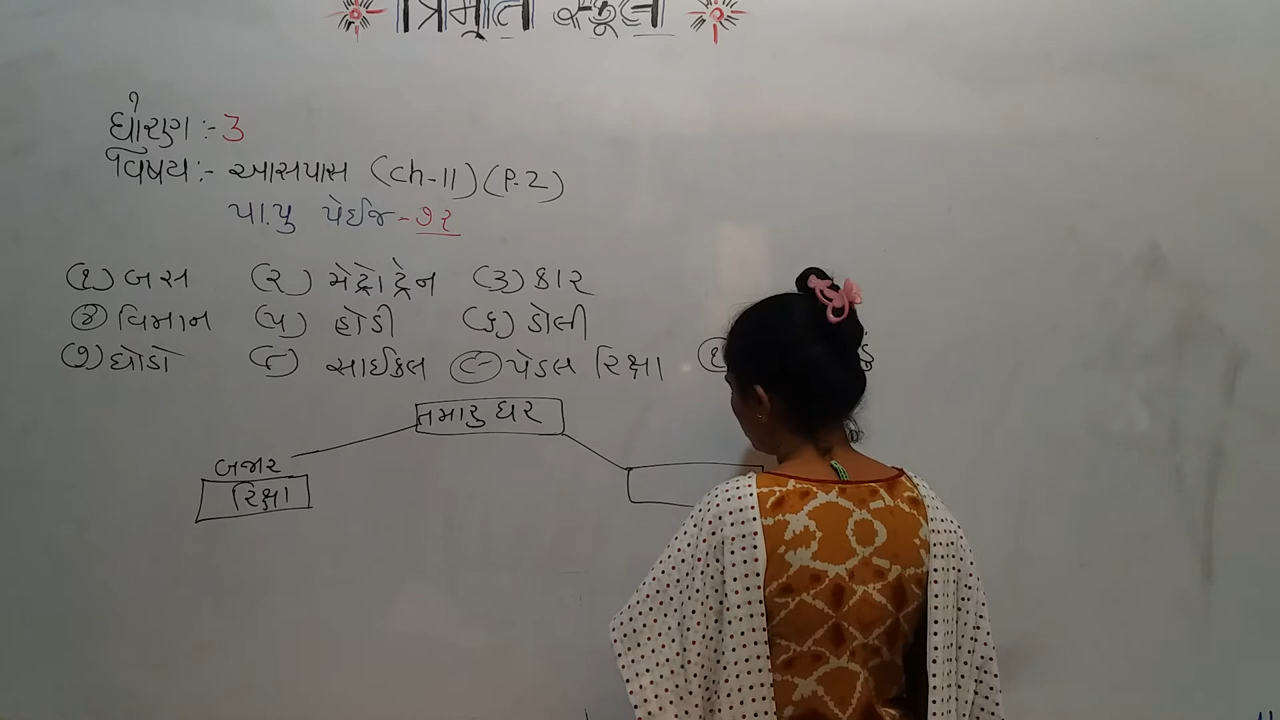 ત્રિમૂર્તિ સ્કૂલ
ધોરણ :- 3
વિષય :- આસપાસ (Ch-11) (P.2)
પા.પુ પેઈજ - ૭૨
(૧) બસ (૨) મેટ્રો ટ્રેન (૩) કાર
(૪) વિમાન (૫) હોડી (૬) ડોલી
(૭) ઘોડો (૮) સાઈકલ (૯) પેડલ રિક્ષા
તમારુ ઘર
બજાર
રિક્ષા